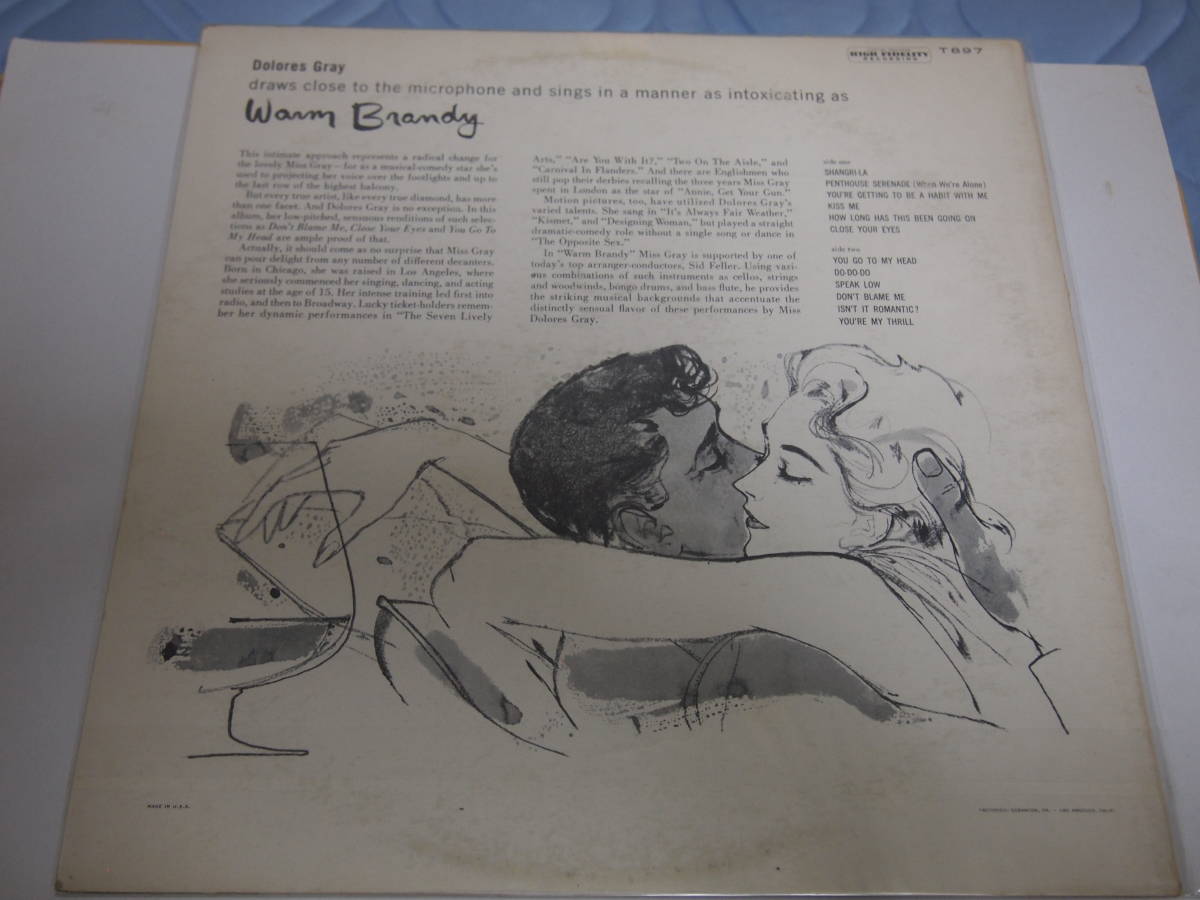 HIGH FIDELITY
RECORDING
T897
Dolores Gray
draws close to the microphone and sings in a manner as intoxicating as
Warm Brandy
This intimate approach represents a radical change for
the lovely Miss Gray—for as a musical-comedy star she's
used to projecting her voice over the footlights and up to
the last row of the highest balcony.
But every true artist, like every true diamond, has more
than one facet. And Dolores Gray is no exception. In this
album, her low-pitched, sensuous renditions of such selec-
tions as Don't Blame Me, Close Your Eyes and You Go To
My Head are ample proof of that.
Actually, it should come as no surprise that Miss Gray
can pour delight from any number of different decanters.
Born in Chicago, she was raised in Los Angeles, where
she seriously commenced her singing, dancing, and acting
studies at the age of 15. Her intense training led first into
radio, and then to Broadway. Lucky ticket-holders remem-
ber her dynamic performances in "The Seven Lively
Arts," "Are You With It?," "Two On The Aisle," and
"Carnival In Flanders." And there are Englishmen who
still pop their derbies recalling the three years Miss Gray
spent in London as the star of "Annie, Get Your Gun."
Motion pictures, too, have utilized Dolores Gray's
varied talents. She sang in "It's Always Fair Weather,"
"Kismet," and "Designing Woman," but played a straight
dramatic-comedy role without a single song or dance in
"The Opposite Sex."
In "Warm Brandy" Miss Gray is supported by one of
today's top arranger-conductors, Sid Feller. Using vari-
ous combinations of such instruments as cellos, strings
and woodwinds, bongo drums, and bass flute, he provides
the striking musical backgrounds that accentuate the
distinctly sensual flavor of these performances by Miss
Dolores Gray.
side one
SHANGRI-LA
PENTHOUSE SERENADE (When We're Alone)
YOU'RE GETTING TO BE A HABIT WITH ME
KISS ME
HOW LONG HAS THIS BEEN GOING ON
CLOSE YOUR EYES
side two
YOU GO TO MY HEAD
DO-DO-DO
SPEAK LOW
DON'T BLAME ME
ISN'T IT ROMANTIC?
YOU'RE MY THRILL
MADE IN U.S.A.